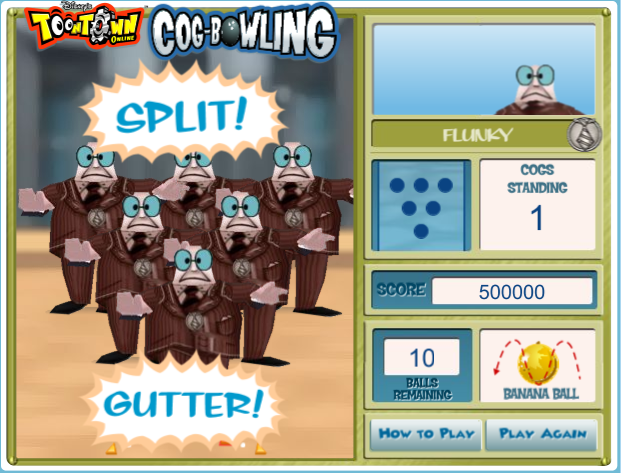 Disney's
TOONTOWN
ONLINE
COG-BOWLING
SPLIT!
FLUNKY
COGS
STANDING
1
SCORE 500000
10
BALLS
REMAINING
BANANA BALL
GUTTER!
HOW TO PLAY
PLAY AGAIN